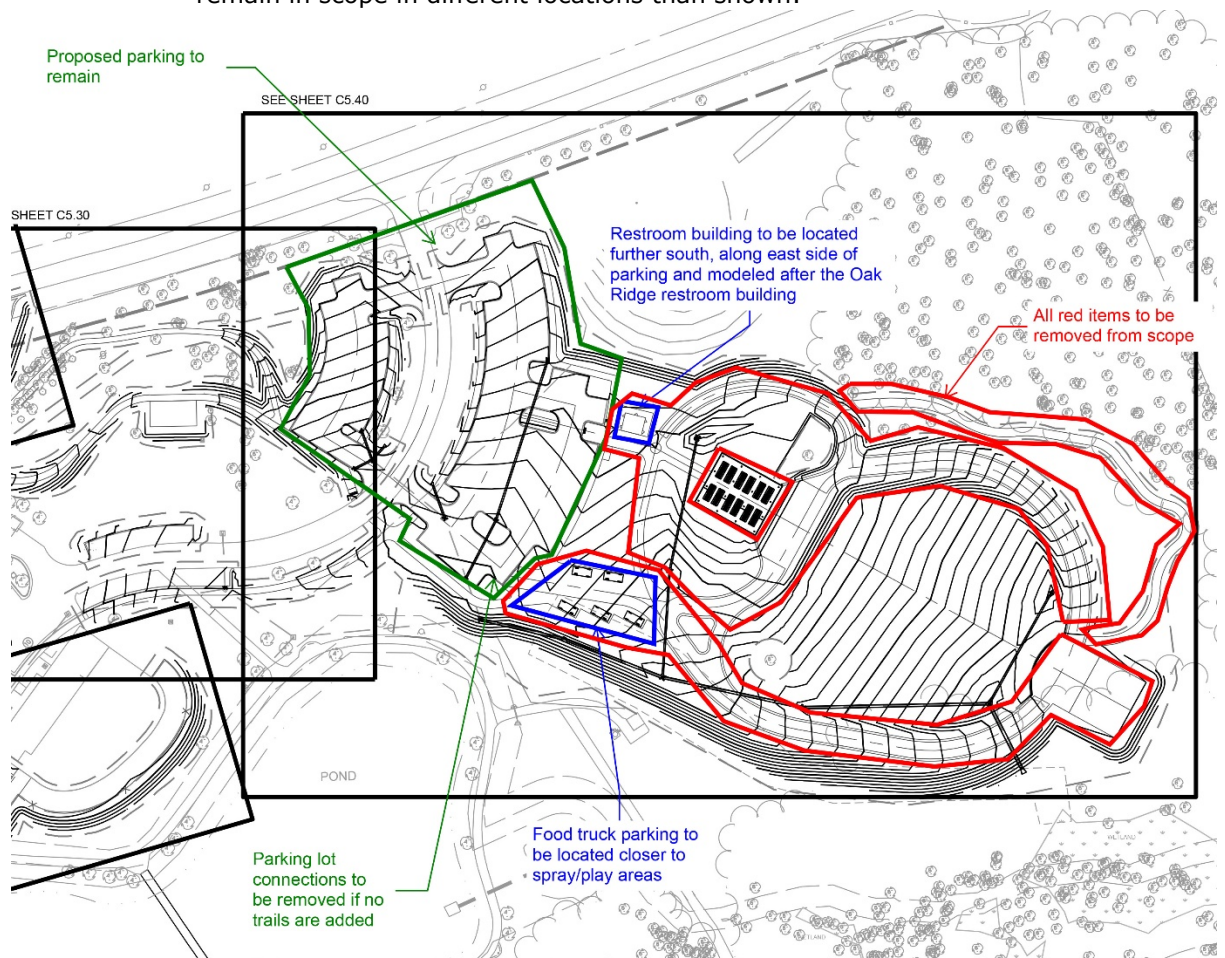 remain in scope in different locations than shown.
Proposed parking to
remain
SEE SHEET C5.40
SHEET C5.30
Restroom building to be located
further south, along east side of
parking and modeled after the Oak
Ridge restroom building
All red items to be
removed from scope
POND
Parking lot
connections to
be removed if no
trails are added
Food truck parking to
be located closer to
spray/play areas
WETLAND